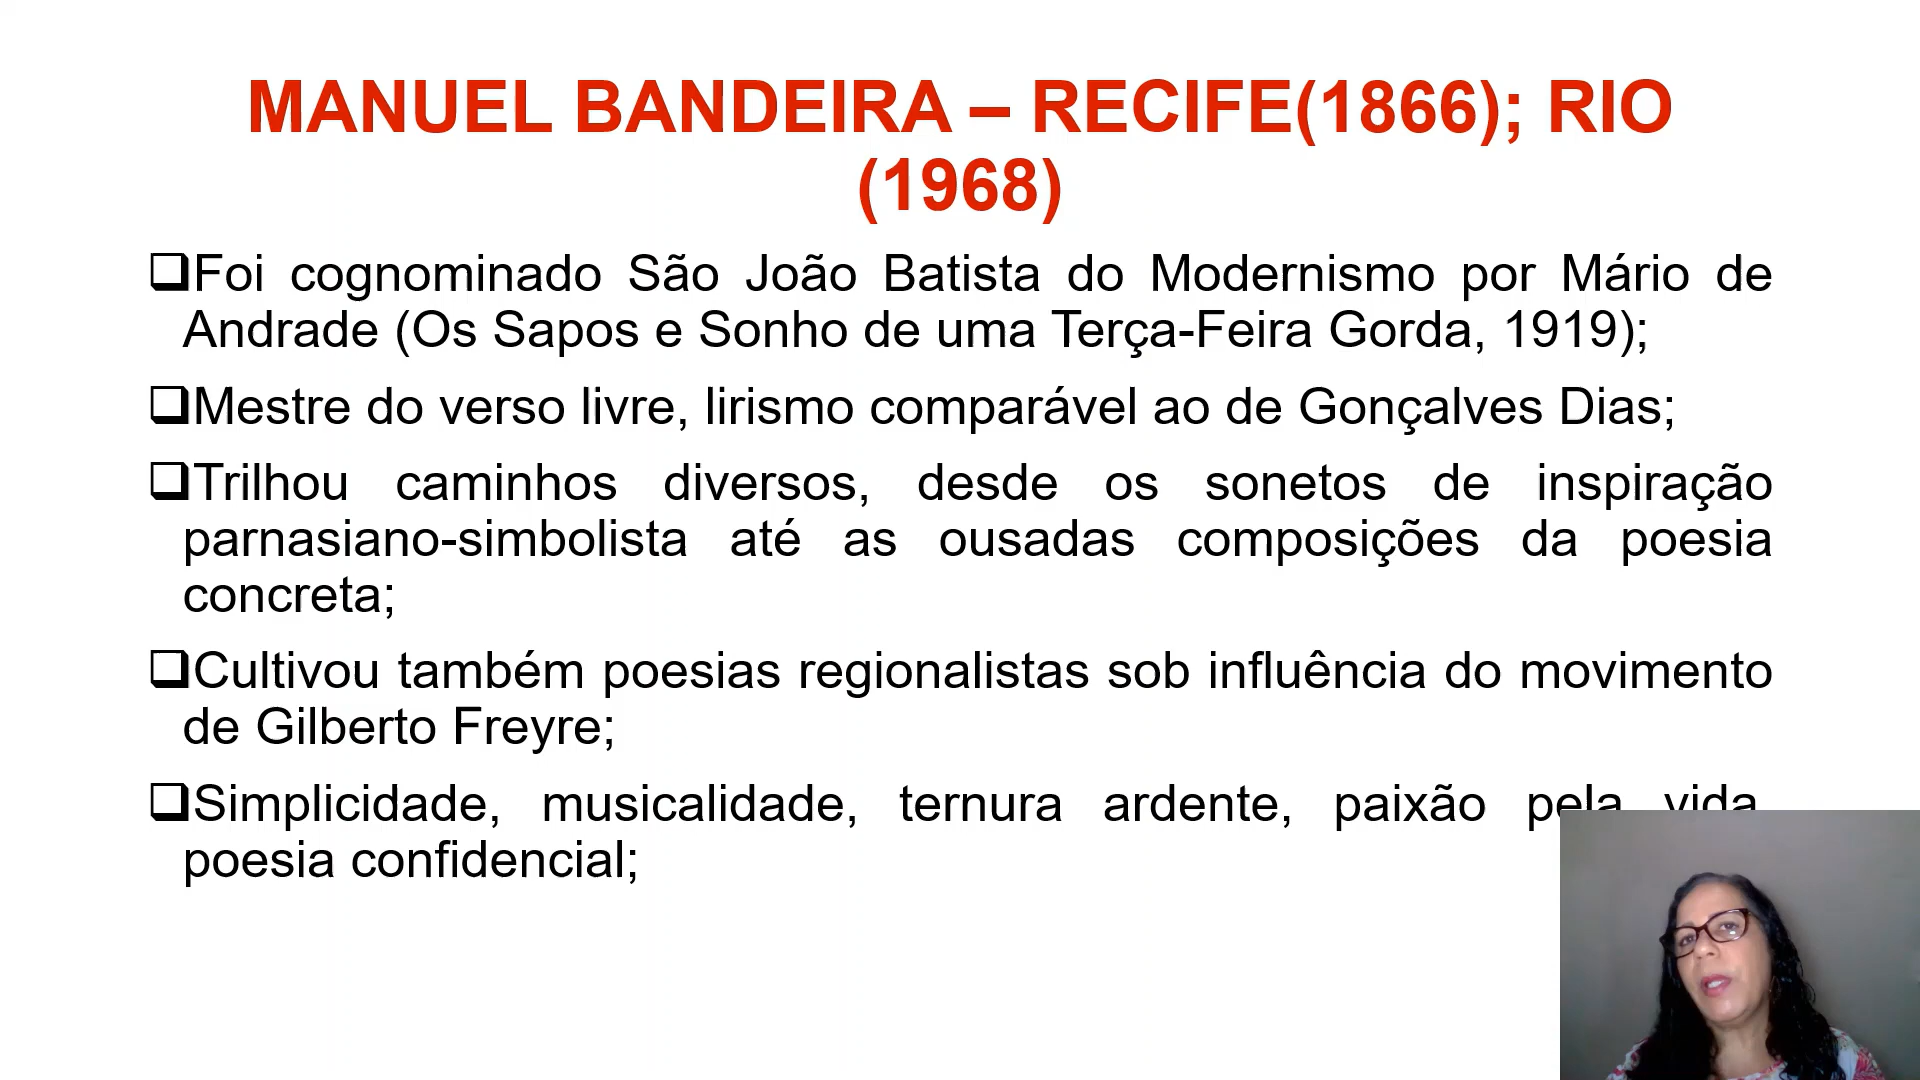 MANUEL BANDEIRA – RECIFE(1866); RIO
(1968)
❑Foi cognominado São João Batista do Modernismo por Mário de
Andrade (Os Sapos e Sonho de uma Terça-Feira Gorda, 1919);
❑Mestre do verso livre, lirismo comparável ao de Gonçalves Dias;
❑Trilhou caminhos diversos, desde os sonetos de inspiração
parnasiano-simbolista até as ousadas composições da poesia
concreta;
❑Cultivou também poesias regionalistas sob influência do movimento
de Gilberto Freyre;
❑Simplicidade, musicalidade, ternura ardente, paixão pela vida
poesia confidencial;